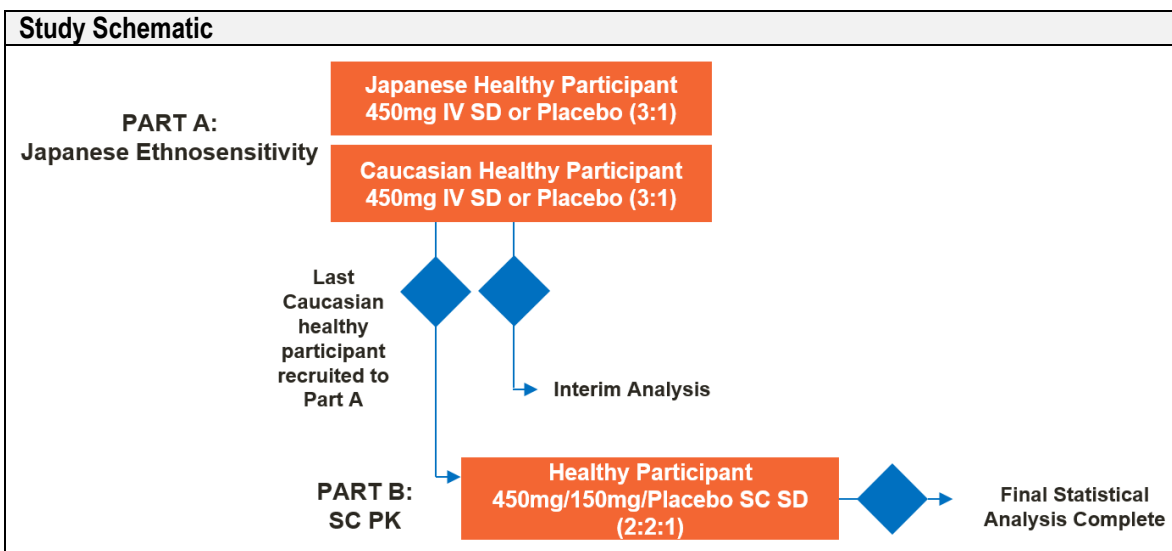 Study Schematic
PART A:
Japanese Ethnosensitivity
Japanese Healthy Participant
450mg IV SD or Placebo (3:1)
Caucasian Healthy Participant
450mg IV SD or Placebo (3:1)
Last
Caucasian
healthy
participant
recruited to
Part A
Interim Analysis
PART B:
SC PK
Healthy Participant
450mg/150mg/Placebo SC SD
(2:2:1)
Final Statistical
Analysis Complete